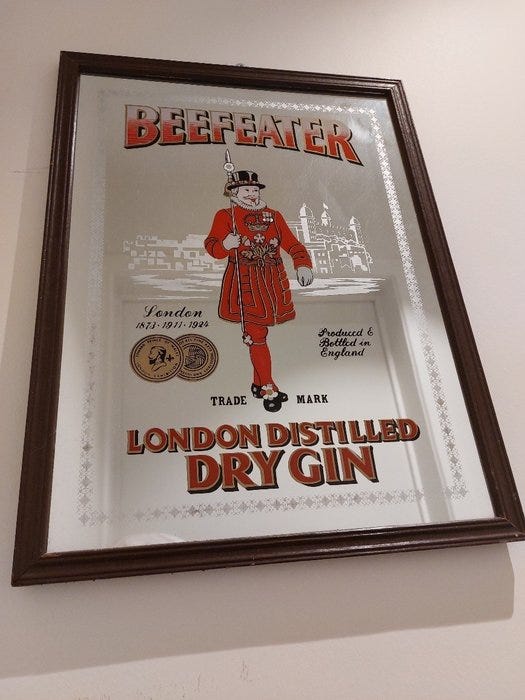 BEEFEATER
London
1873 · 1911 · 1924
Produced &
Bottled in
England
TRADE MARK
LONDON DISTILLED
DRY GIN